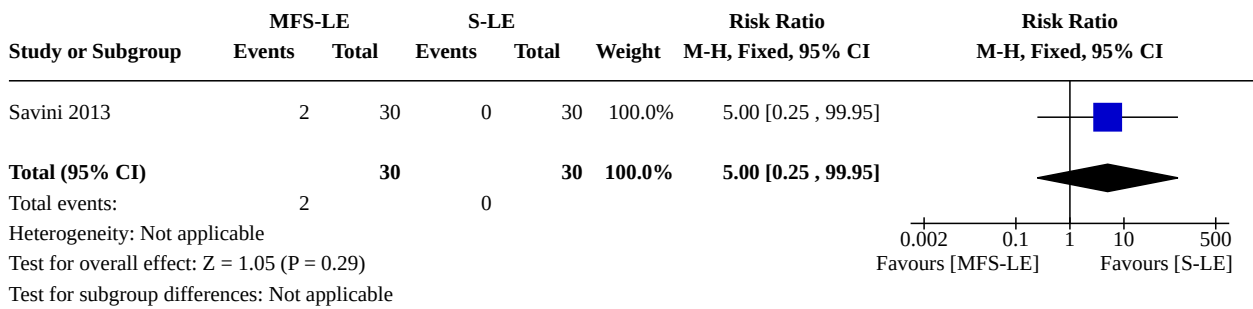 MFS-LE S-LE Risk Ratio Risk Ratio
Study or Subgroup Events Total Events Total Weight M-H, Fixed, 95% CI M-H, Fixed, 95% CI
Savini 2013 2 30 0 30 100.0% 5.00 [0.25 , 99.95]
Total (95% CI) 30 30 100.0% 5.00 [0.25 , 99.95]
Total events: 2 0
Heterogeneity: Not applicable
0.002 0.1 1 10 500
Test for overall effect: Z = 1.05 (P = 0.29) Favours [MFS-LE] Favours [S-LE]
Test for subgroup differences: Not applicable